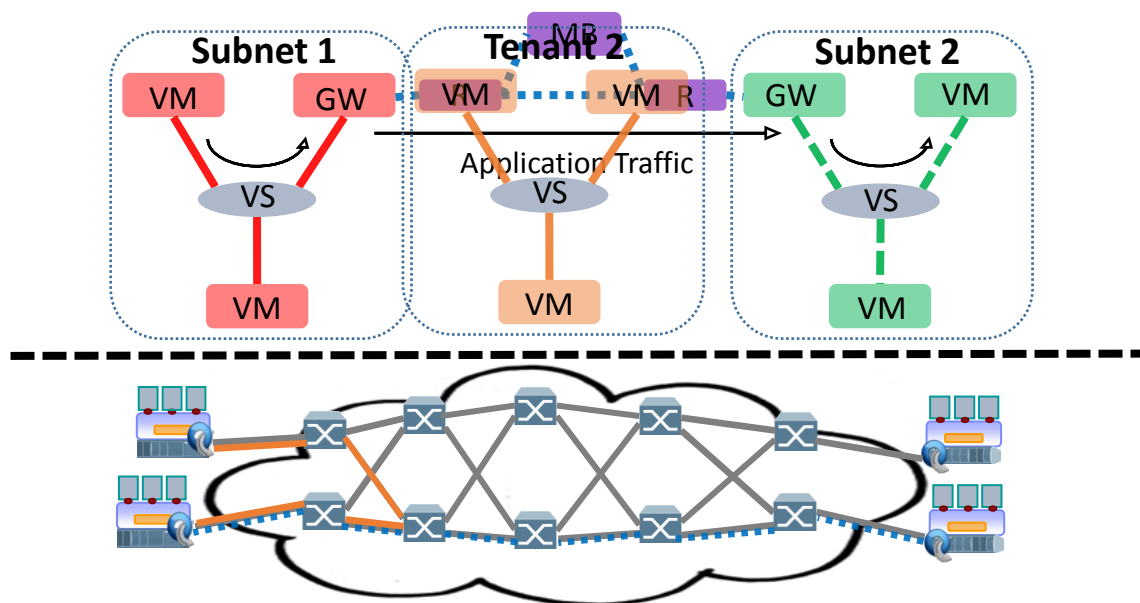 Subnet 1
Tenant 2
MB
Subnet 2
VM
GW
R
VM
VM
R
GW
VM
Application Traffic
VS
VS
VS
VM
VM
VM